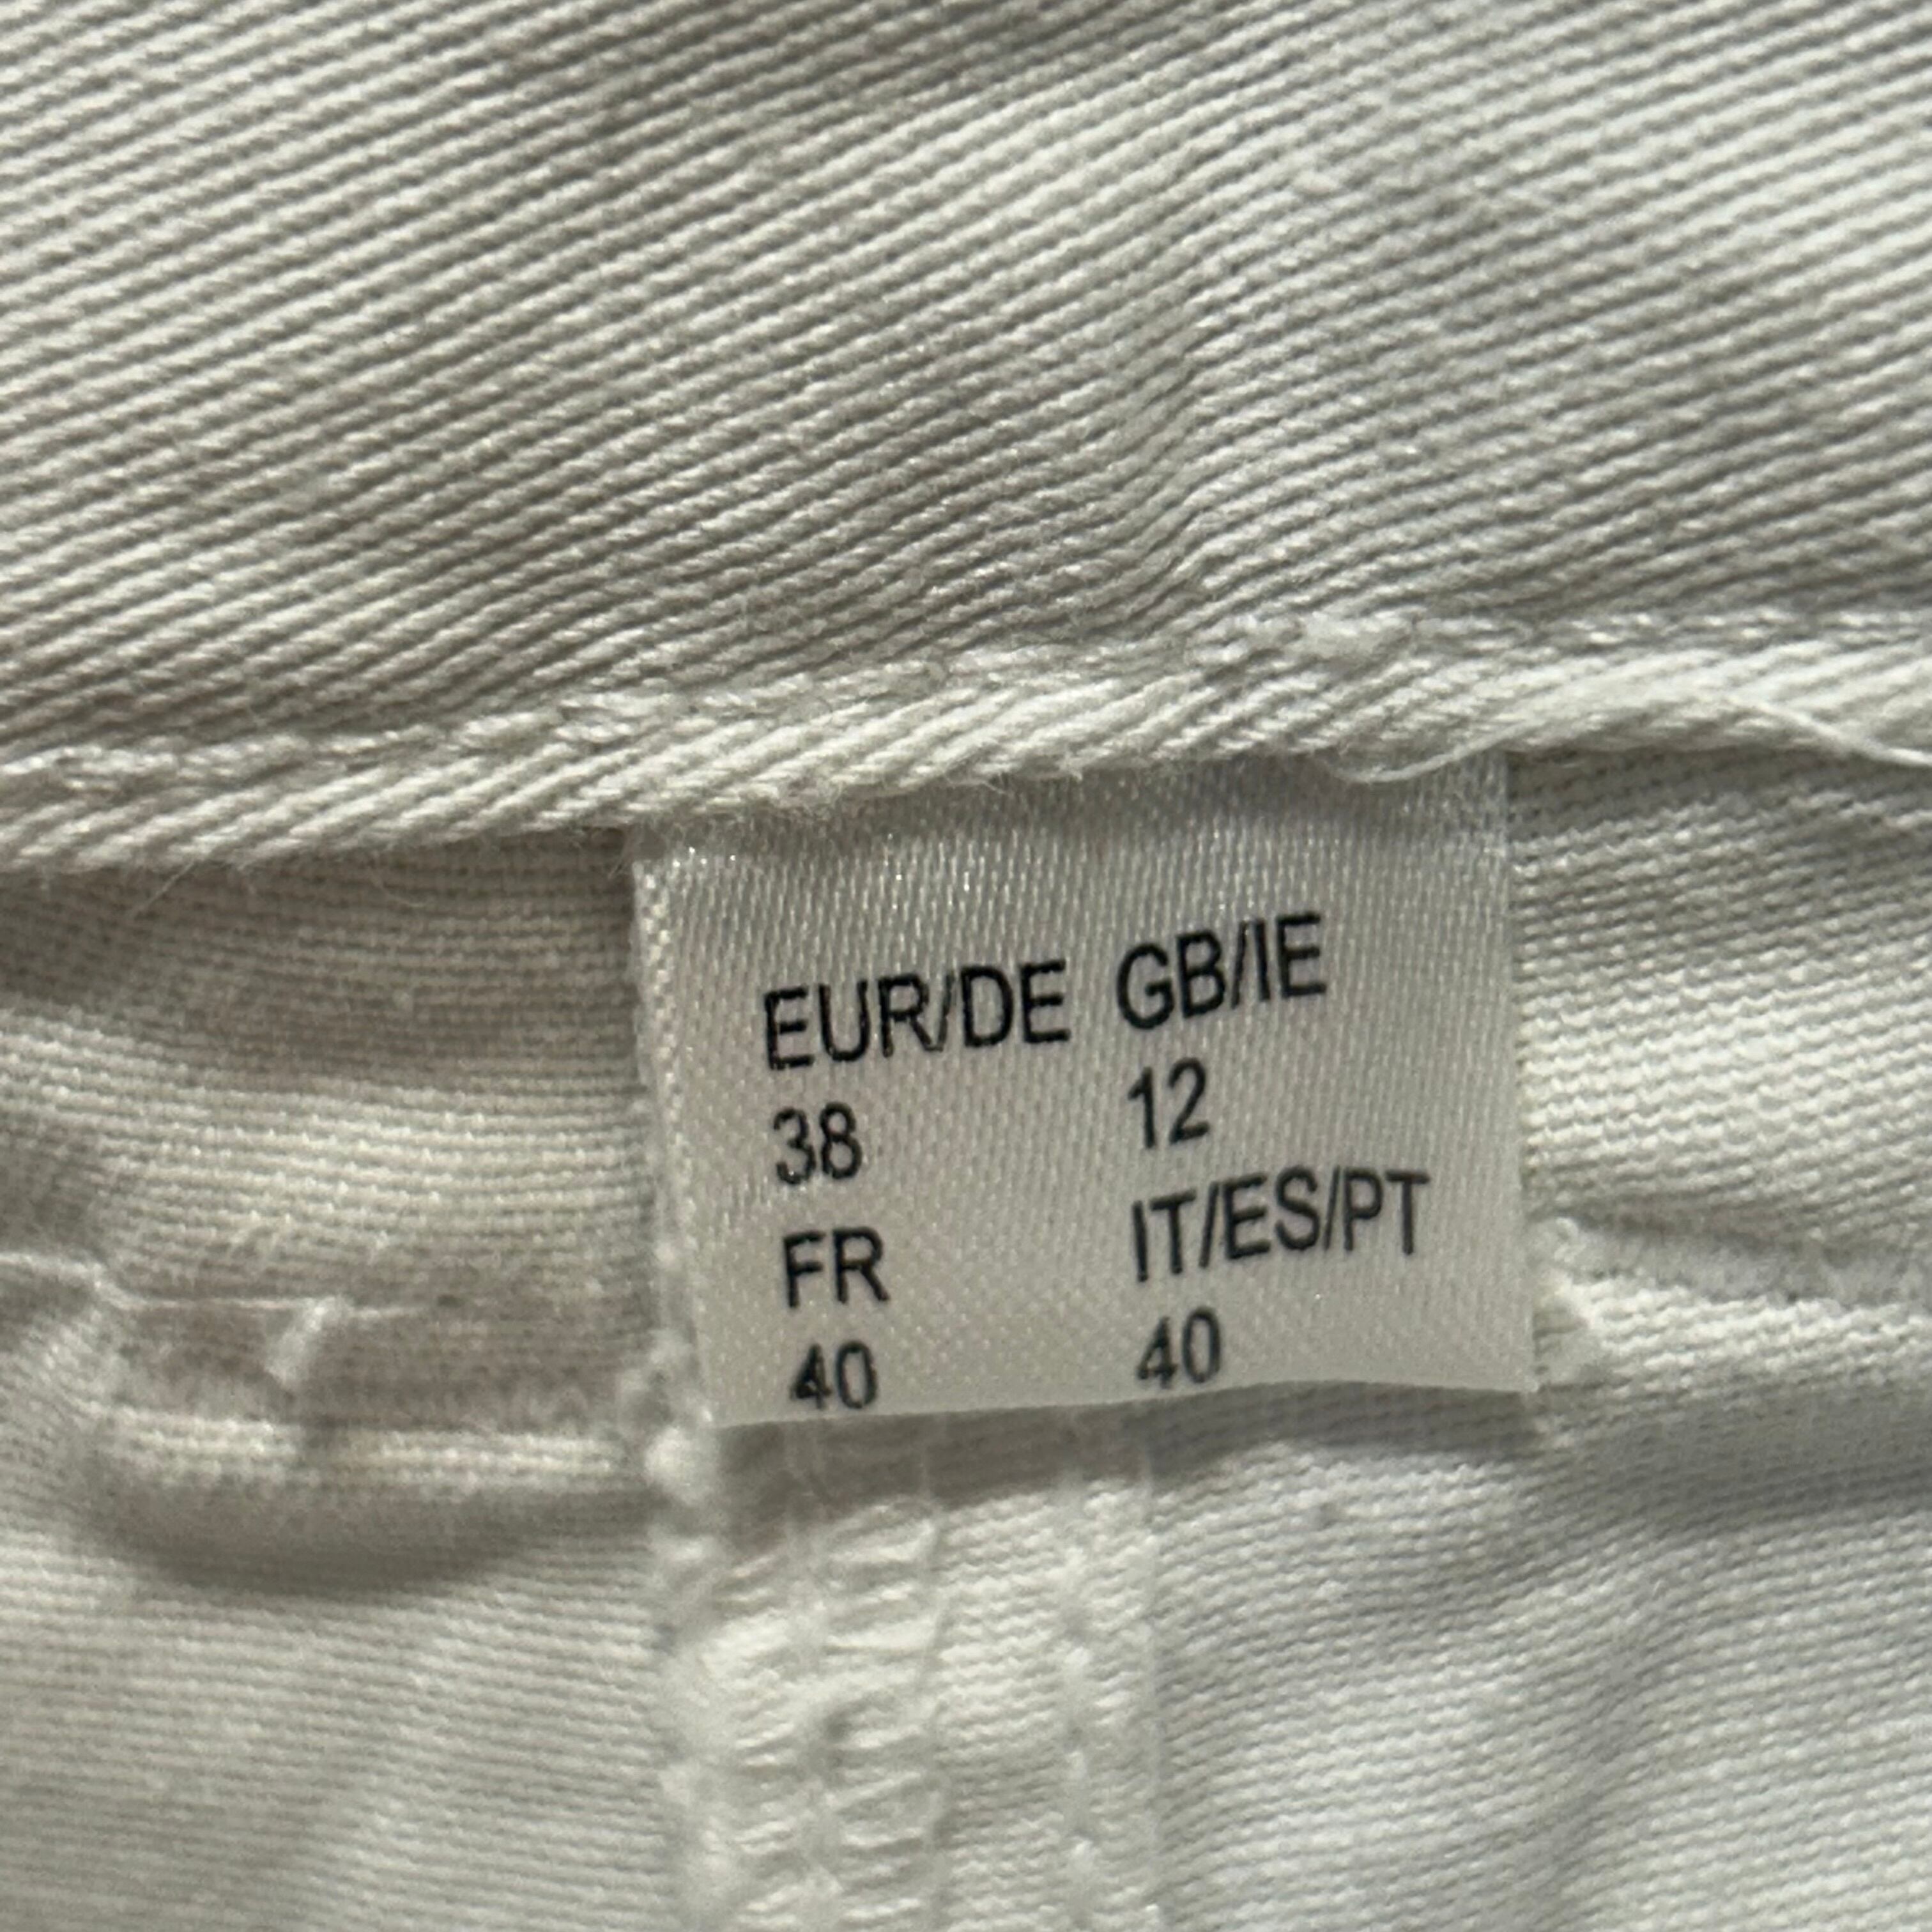 EUR/DE GB/IE
38 12
FR IT/ES/PT
40 40